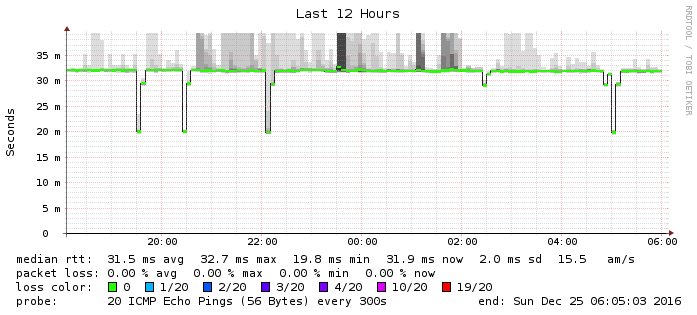 Last 12 Hours
RRDTOOL / TOBI OETIKER
Seconds
35 m
30 m
25 m
20 m
15 m
10 m
5 m
0
20:00 22:00 00:00 02:00 04:00 06:00
median rtt: 31.5 ms avg 32.7 ms max 19.8 ms min 31.9 ms now 2.0 ms sd 15.5 am/s
packet loss: 0.00 % avg 0.00 % max 0.00 % min 0.00 % now
loss color: 0 1/20 2/20 3/20 4/20 10/20 19/20
probe: 20 ICMP Echo Pings (56 Bytes) every 300s end: Sun Dec 25 06:05:03 2016